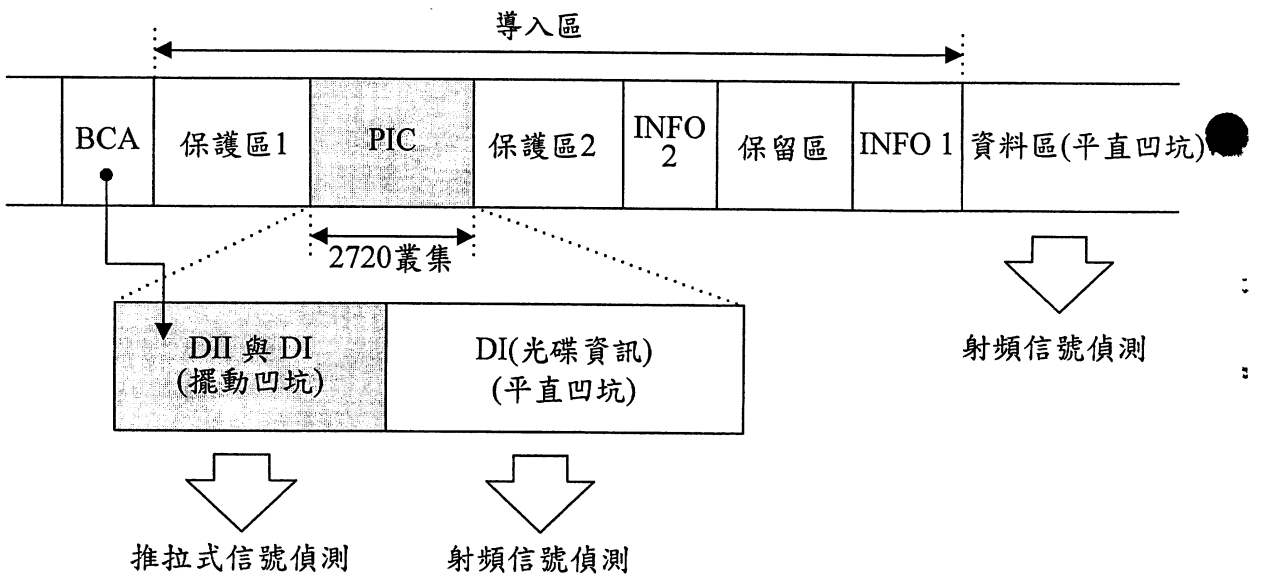 導入區
BCA
保護區1
PIC
保護區2
INFO
2
保留區
INFO 1
資料區(平直凹坑)
2720叢集
DII 與 DI
(擺動凹坑)
DI(光碟資訊)
(平直凹坑)
射頻信號偵測
推拉式信號偵測
射頻信號偵測